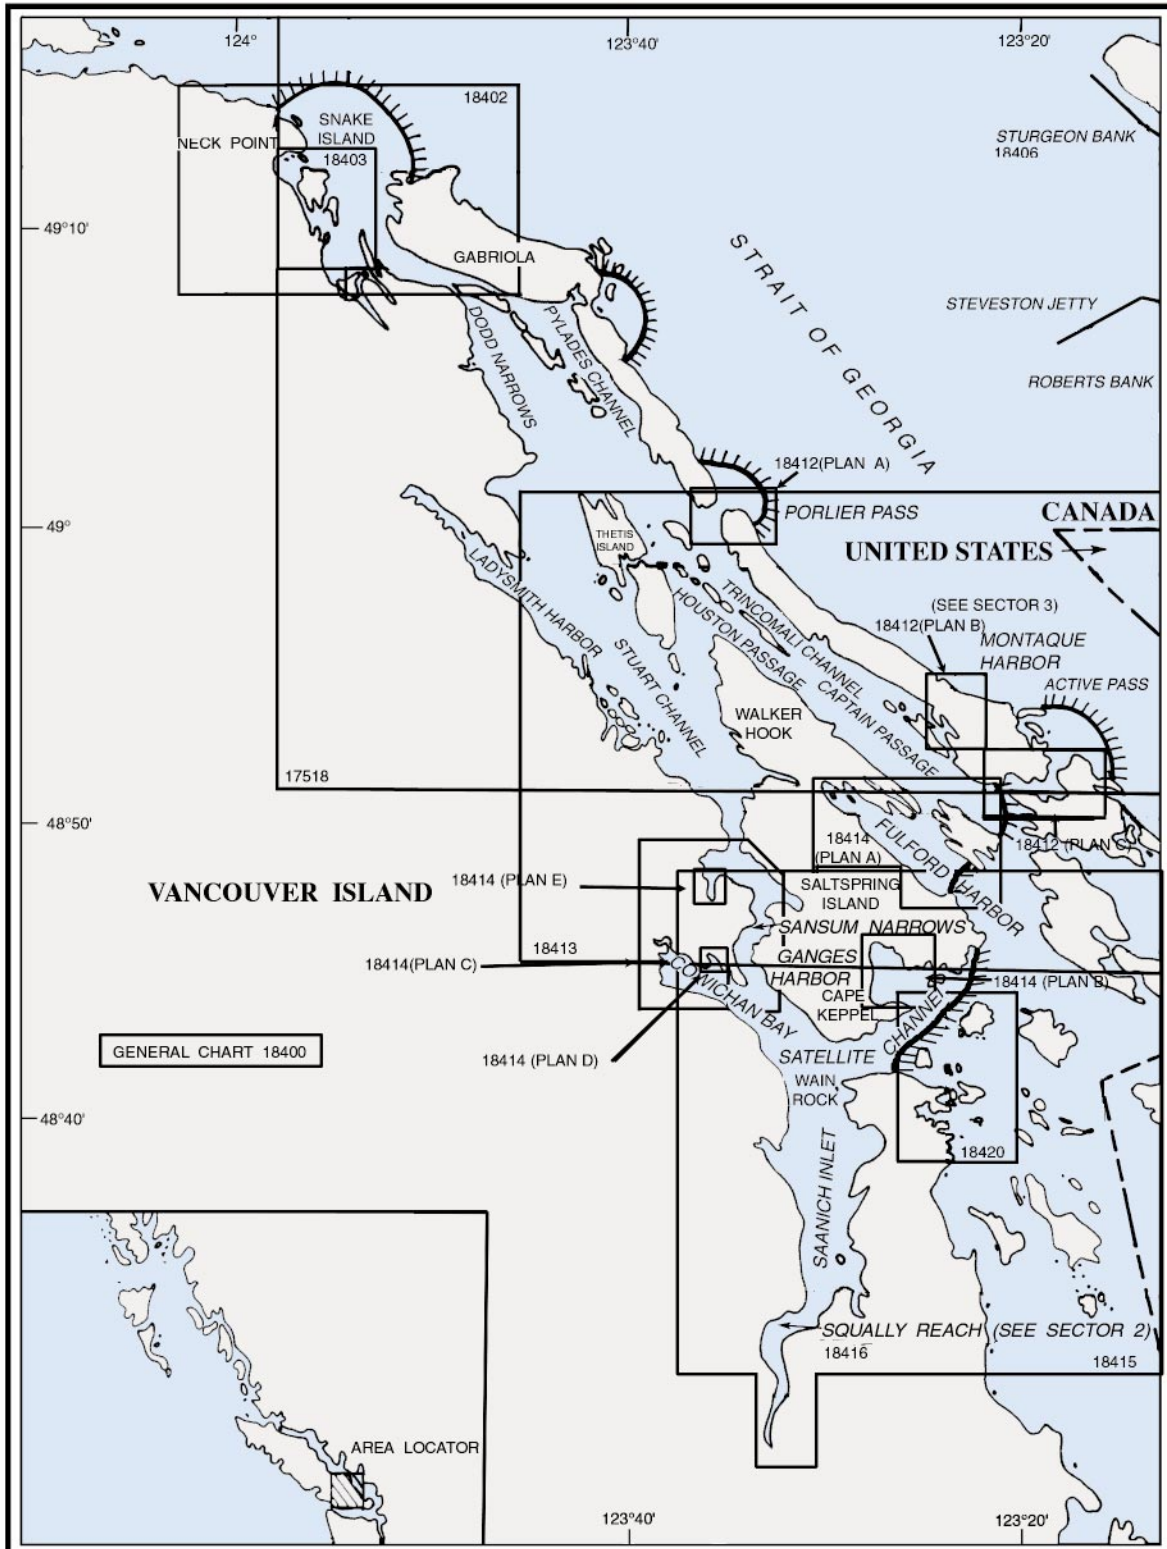 124°
123°40'
123°20'
18402
SNAKE
ISLAND
NECK POINT
18403
STURGEON BANK
18406
49°10'
GABRIOLA
STRAIT OF GEORGIA
STEVESTON JETTY
DODD NARROWS
PYLADES CHANNEL
ROBERTS BANK
18412(PLAN A)
49°
PORLIER PASS
CANADA
UNITED STATES
THETIS
ISLAND
LADYSMITH HARBOR
TRINCOMALI CHANNEL
HOUSTON PASSAGE
(SEE SECTOR 3)
18412(PLAN B)
MONTAQUE
HARBOR
STUART CHANNEL
CAPTAIN PASSAGE
ACTIVE PASS
WALKER
HOOK
17518
48°50'
18414
(PLAN A)
FULFORD HARBOR
18412 (PLAN C)
VANCOUVER ISLAND
18414 (PLAN E)
SALTSPRING
ISLAND
SANSUM NARROWS
18413
GANGES
HARBOR
18414(PLAN C)
COWICHAN BAY
18414 (PLAN B)
CAPE
KEPPEL
CHANNEL
GENERAL CHART 18400
18414 (PLAN D)
SATELLITE
WAIN
ROCK
48°40'
18420
SAANICH INLET
SQUALLY REACH (SEE SECTOR 2)
18416
18415
AREA LOCATOR
123°40'
123°20'